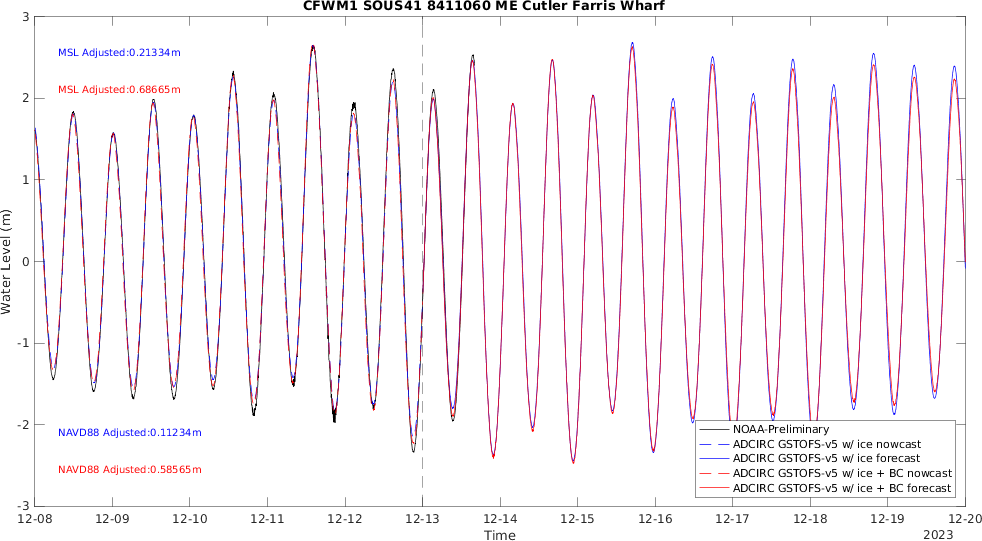 CFWM1 SOUS41 8411060 ME Cutler Farris Wharf
3
2
1
0
-1
-2
-3
Water Level (m)
MSL Adjusted:0.21334m
MSL Adjusted:0.68665m
NAVD88 Adjusted:0.11234m
NAVD88 Adjusted:0.58565m
NOAA-Preliminary
ADCIRC GSTOFS-v5 w/ ice nowcast
ADCIRC GSTOFS-v5 w/ ice forecast
ADCIRC GSTOFS-v5 w/ ice + BC nowcast
ADCIRC GSTOFS-v5 w/ ice + BC forecast
12-08 12-09 12-10 12-11 12-12 12-13 12-14 12-15 12-16 12-17 12-18 12-19 12-20
Time
2023